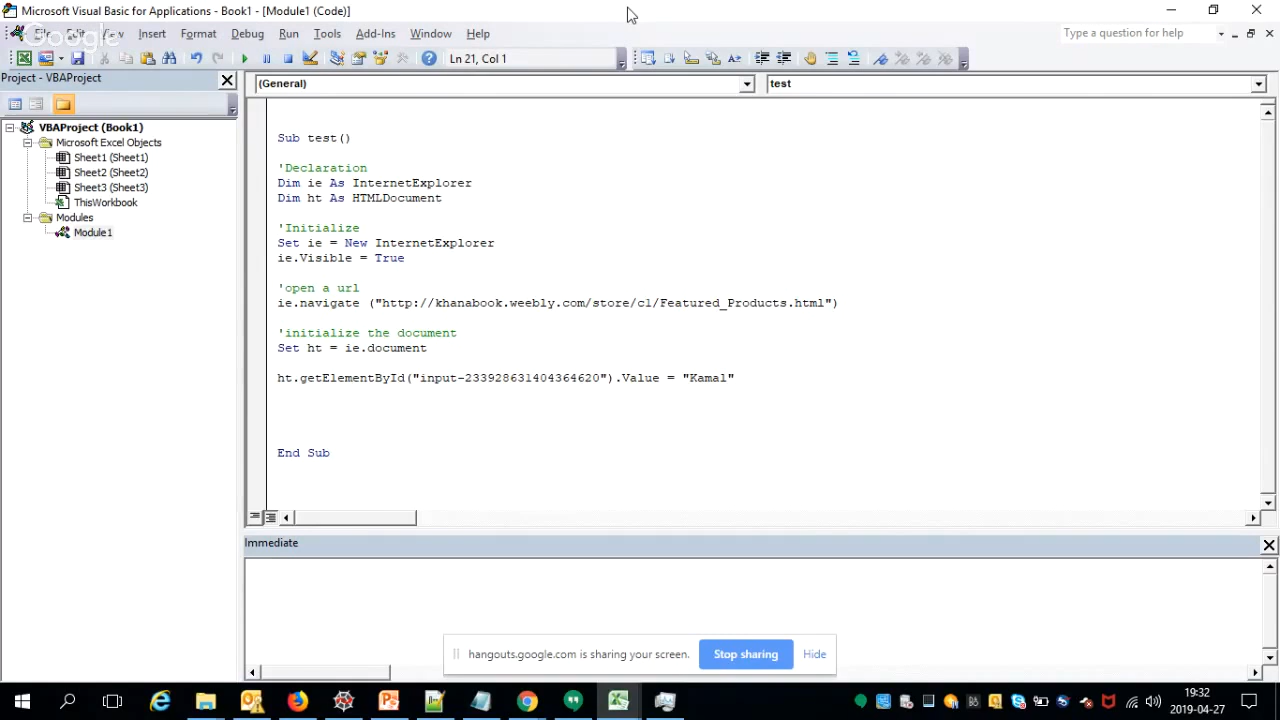 Microsoft Visual Basic for Applications - Book1 - [Module1 (Code)]
Google
Insert Format Debug Run Tools Add-Ins Window Help
Type a question for help
Ln 21, Col 1
Project - VBAProject
(General)
test
VBAProject (Book1)
Microsoft Excel Objects
Sheet1 (Sheet1)
Sheet2 (Sheet2)
Sheet3 (Sheet3)
ThisWorkbook
Modules
Module1
Sub test()
'Declaration
Dim ie As InternetExplorer
Dim ht As HTMLDocument
'Initialize
Set ie = New InternetExplorer
ie.Visible = True
'open a url
ie.navigate ("http://khanabook.weebly.com/store/c1/Featured_Products.html")
'initialize the document
Set ht = ie.document
ht.getElementById("input-233928631404364620").Value = "Kamal"
End Sub
Immediate
hangouts.google.com is sharing your screen.
Stop sharing
Hide
19:32
2019-04-27